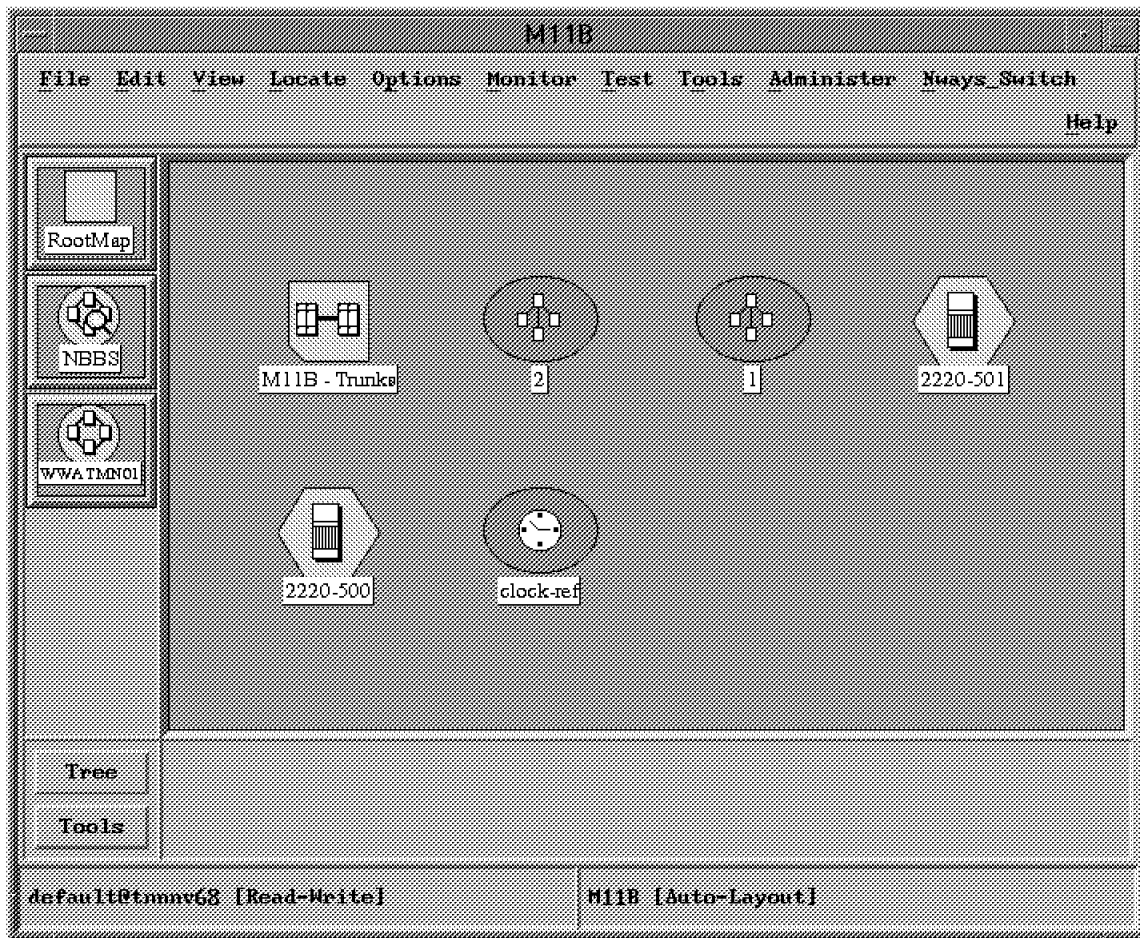 M11B
File Edit View Locate Options Monitor Test Tools Administer Nways_Switch
Help
RootMap
NBBS
WWATMN01
M11B - Trunks
2
1
2220-501
2220-500
clock-ref
Tree
Tools
default@tnnnv68 [Read-Write]
M11B [Auto-Layout]